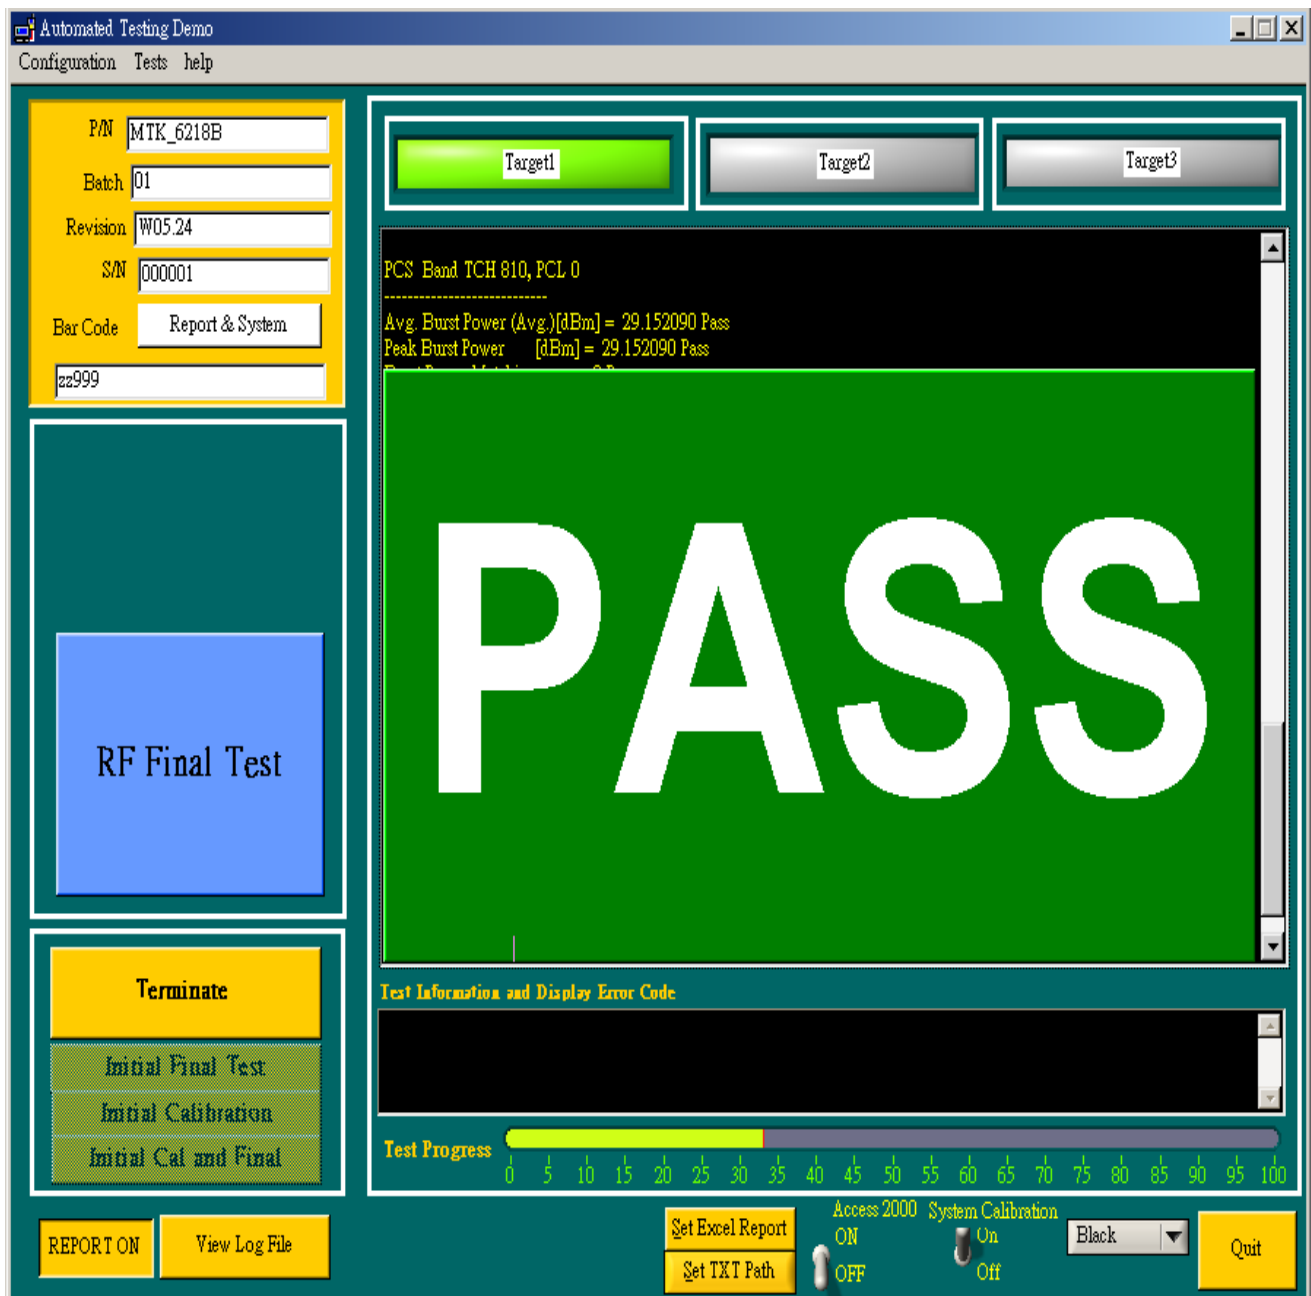 Automated Testing Demo
Configuration Tests help
P/N MTK_6218B
Batch 01
Revision W05.24
S/N 000001
Bar Code Report & System
zz999
Target1 Target2 Target3
PCS Band TCH 810, PCL 0
----------------------------
Avg. Burst Power (Avg.)[dBm] = 29.152090 Pass
Peak Burst Power [dBm] = 29.152090 Pass
PASS
RF Final Test
Terminate
Initial Final Test
Initial Calibration
Initial Cal and Final
Test Information and Display Error Code
Test Progress
0 5 10 15 20 25 30 35 40 45 50 55 60 65 70 75 80 85 90 95 100
REPORT ON
View Log File
Set Excel Report
Set TXT Path
Access 2000
ON
OFF
System Calibration
On
Off
Black
Quit